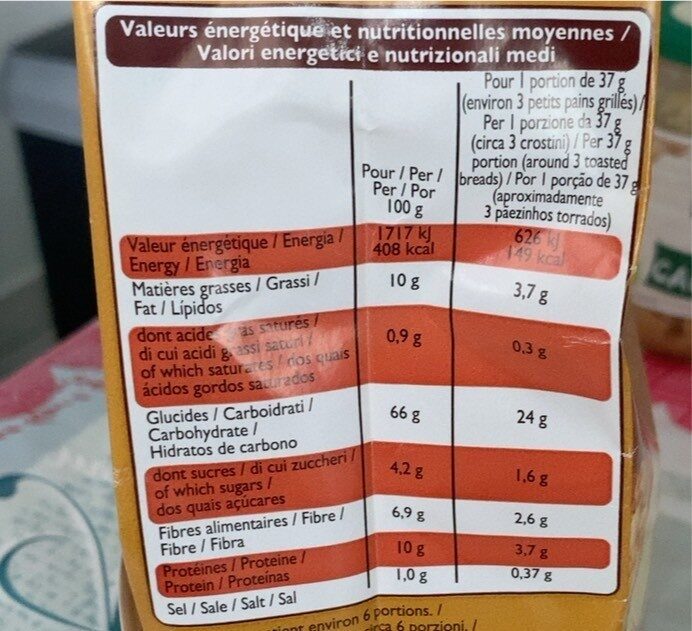 Valeurs énergétique et nutritionnelles moyennes /
Valori energetici e nutrizionali medi
Pour / Per /
Per / Por
100 g
Pour 1 portion de 37 g
(environ 3 petits pains grillés) /
Per 1 porzione da 37 g
(circa 3 crostini) / Per 37 g
portion (around 3 toasted
breads) / Por 1 porção de 37 g
(aproximadamente
3 pãezinhos torrados)
Valeur énergétique / Energia /
Energy / Energia
1717 kJ
408 kcal
626 kJ
149 kcal
Matières grasses / Grassi /
Fat / Lípidos
10 g
3,7 g
dont acides gras saturés /
di cui acidi grassi saturi /
of which saturates / dos quais
ácidos gordos saturados
0,9 g
0,3 g
Glucides / Carboidrati /
Carbohydrate /
Hidratos de carbono
66 g
24 g
dont sucres / di cui zuccheri /
of which sugars /
dos quais açúcares
4,2 g
1,6 g
Fibres alimentaires / Fibre /
Fibre / Fibra
6,9 g
2,6 g
Protéines / Proteine /
Protein / Proteínas
10 g
3,7 g
Sel / Sale / Salt / Sal
1,0 g
0,37 g
environ 6 portions. /
circa 6 porzioni. /